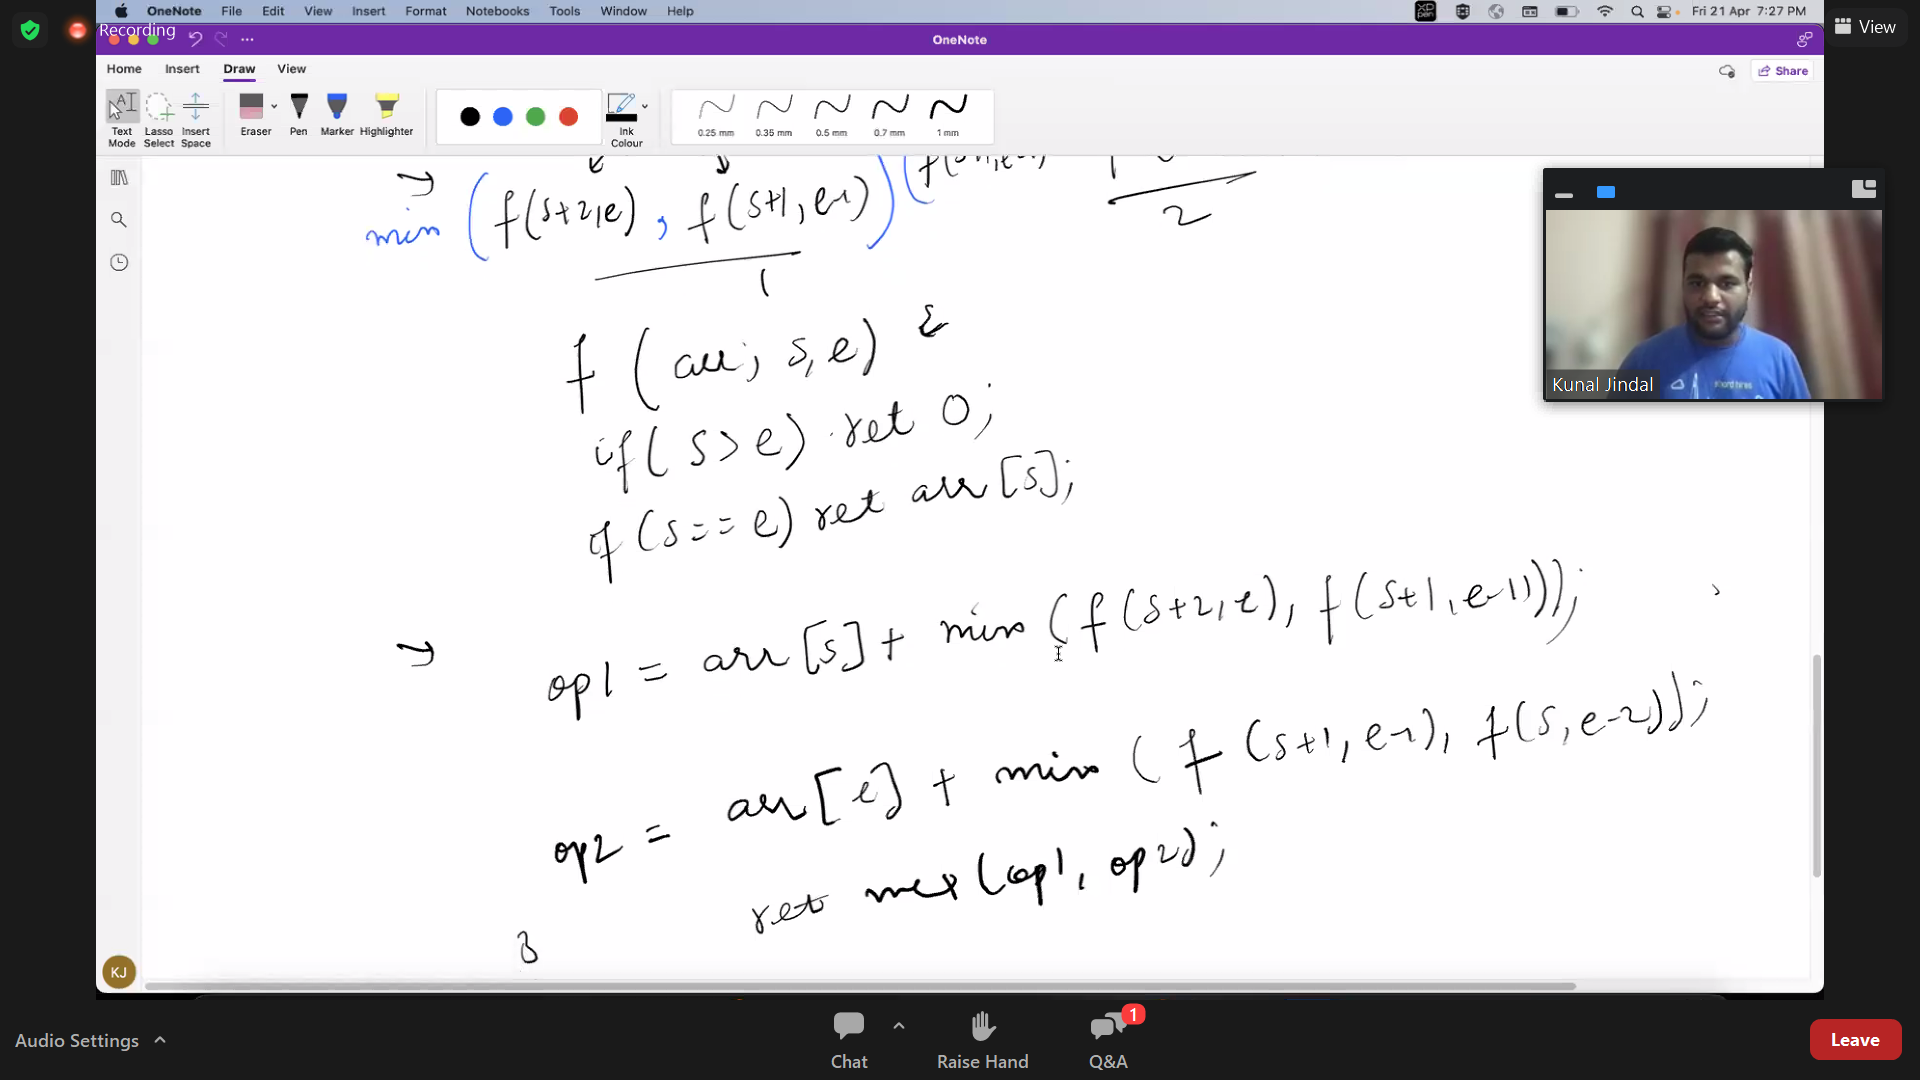 OneNote File Edit View Insert Format Notebooks Tools Window Help Fri 21 Apr 7:27 PM
Recording
OneNote
View
Home Insert Draw View
Share
Text Mode
Lasso Select
Insert Space
Eraser
Pen
Marker
Highlighter
Ink Colour
0.25 mm 0.35 mm 0.5 mm 0.7 mm 1 mm
min (f(s+2,e), f(s+1,e-1))
1
2
f (arr, s, e) {
if( s > e) ret 0;
if (s == e) ret arr[s];
op1 = arr[s] + min (f(s+2,e), f(s+1,e-1));
op2 = arr[e] + min ( f (s+1, e-1), f(s, e-2));
ret max(op1, op2);
}
Kunal Jindal
KJ
Audio Settings
Chat
Raise Hand
Q&A
1
Leave